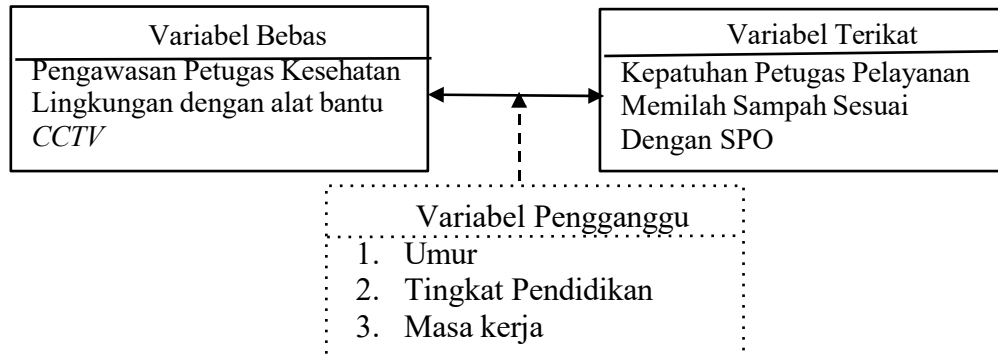 Variabel Bebas
Pengawasan Petugas Kesehatan
Lingkungan dengan alat bantu
CCTV
Variabel Terikat
Kepatuhan Petugas Pelayanan
Memilah Sampah Sesuai
Dengan SPO
Variabel Pengganggu
1. Umur
2. Tingkat Pendidikan
3. Masa kerja